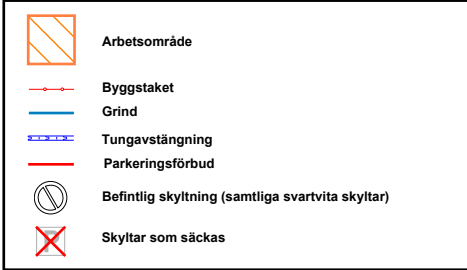 Arbetsområde
Byggstaket
Grind
Tungavstängning
Parkeringsförbud
Befintlig skyltning (samtliga svartvita skyltar)
P
Skyltar som säckas